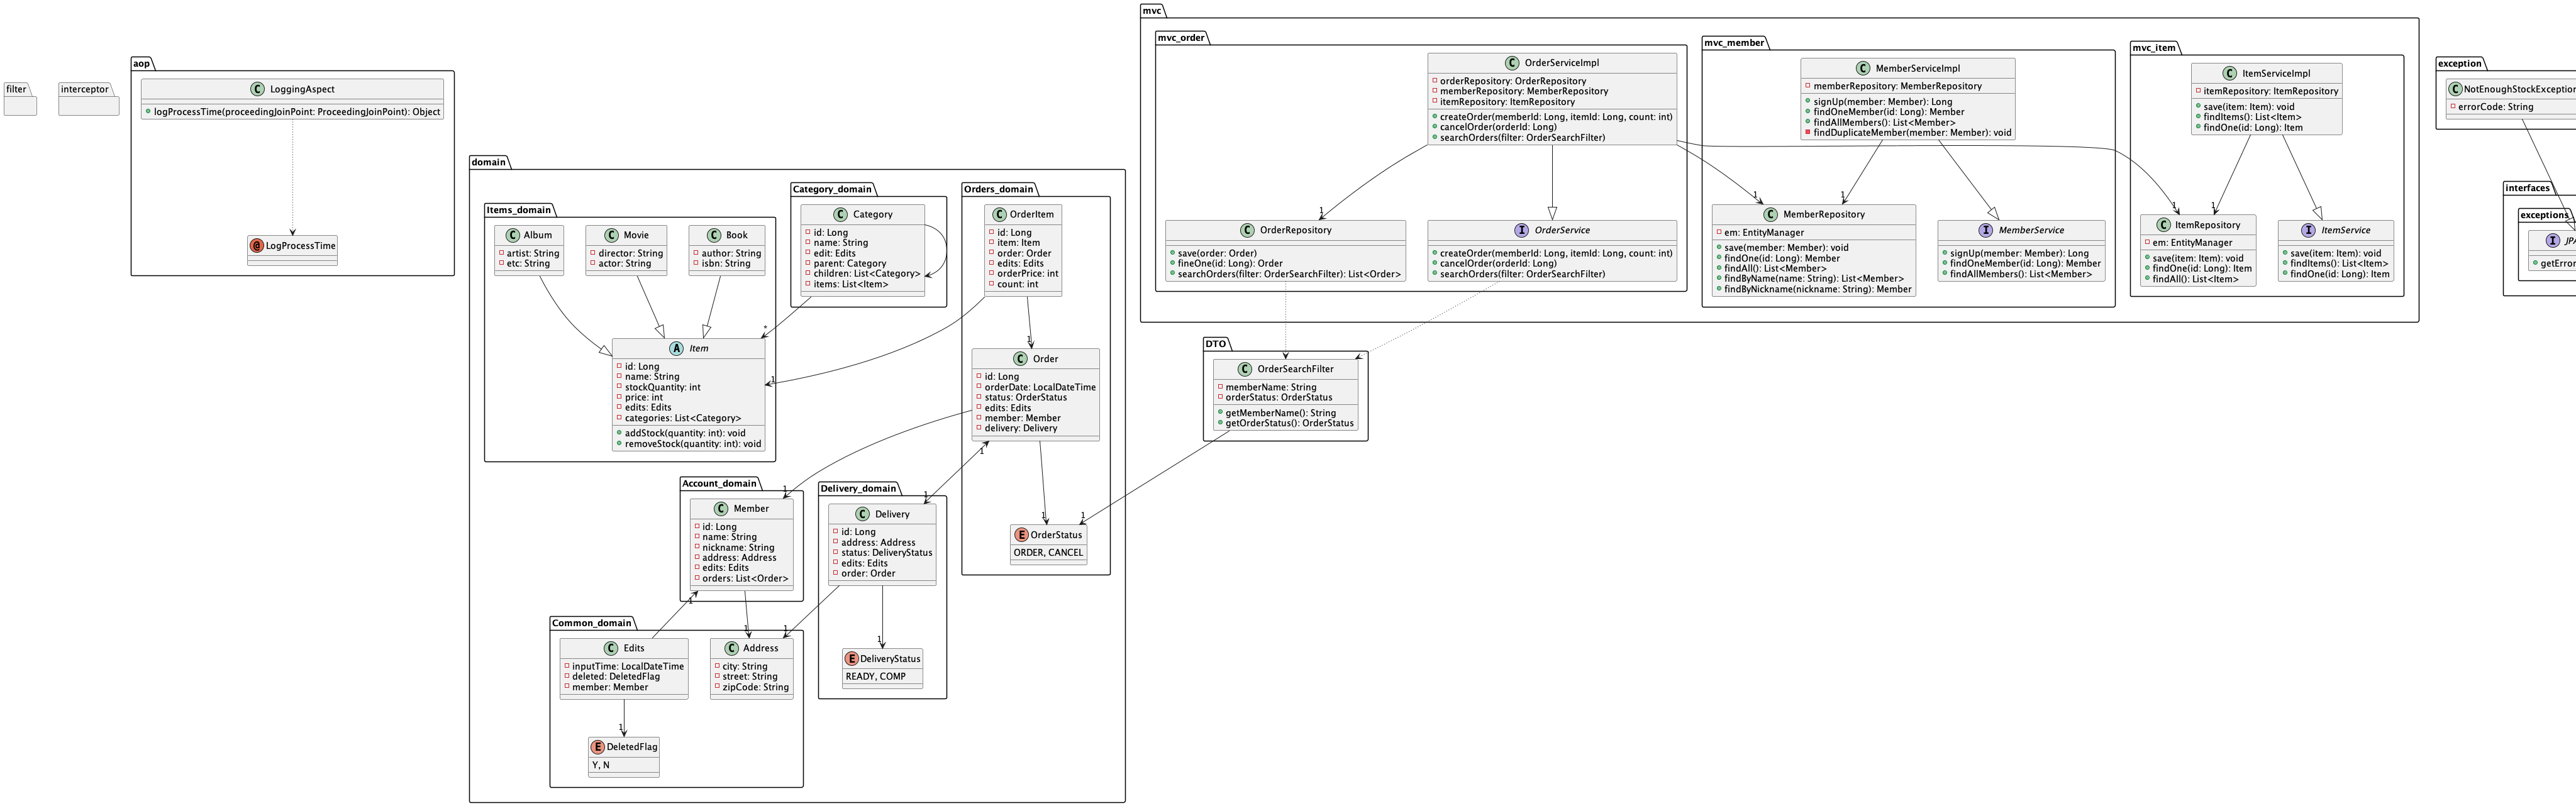 filter
interceptor
aop
LoggingAspect
logProcessTime(proceedingJoinPoint: ProceedingJoinPoint): Object
@ LogProcessTime
domain
Items_domain
C Album
artist: String
etc: String
C Movie
director: String
actor: String
C Book
author: String
isbn: String
A Item
id: Long
name: String
stockQuantity: int
price: int
edits: Edits
categories: List<Category>
addStock(quantity: int): void
removeStock(quantity: int): void
Category_domain
C Category
id: Long
name: String
edit: Edits
parent: Category
children: List<Category>
items: List<Item>
*
Orders_domain
C OrderItem
id: Long
item: Item
order: Order
edits: Edits
orderPrice: int
count: int
1
1
C Order
id: Long
orderDate: LocalDateTime
status: OrderStatus
edits: Edits
member: Member
delivery: Delivery
1
1
E OrderStatus
ORDER, CANCEL
Account_domain
1
C Member
id: Long
name: String
nickname: String
address: Address
edits: Edits
orders: List<Order>
1
Delivery_domain
1
C Delivery
id: Long
address: Address
status: DeliveryStatus
edits: Edits
order: Order
1
E DeliveryStatus
READY, COMP
Common_domain
C Edits
inputTime: LocalDateTime
deleted: DeletedFlag
member: Member
1
1
C Address
city: String
street: String
zipCode: String
1
E DeletedFlag
Y, N
mvc
mvc_order
C OrderServiceImpl
orderRepository: OrderRepository
memberRepository: MemberRepository
itemRepository: ItemRepository
createOrder(memberId: Long, itemId: Long, count: int)
cancelOrder(orderId: Long)
searchOrders(filter: OrderSearchFilter)
1
C OrderRepository
save(order: Order)
fineOne(id: Long): Order
searchOrders(filter: OrderSearchFilter): List<Order>
I OrderService
createOrder(memberId: Long, itemId: Long, count: int)
cancelOrder(orderId: Long)
searchOrders(filter: OrderSearchFilter)
mvc_member
C MemberServiceImpl
memberRepository: MemberRepository
signUp(member: Member): Long
findOneMember(id: Long): Member
findAllMembers(): List<Member>
findDuplicateMember(member: Member): void
1
1
C MemberRepository
em: EntityManager
save(member: Member): void
findOne(id: Long): Member
findAll(): List<Member>
findByName(name: String): List<Member>
findByNickname(nickname: String): Member
I MemberService
signUp(member: Member): Long
findOneMember(id: Long): Member
findAllMembers(): List<Member>
mvc_item
C ItemServiceImpl
itemRepository: ItemRepository
save(item: Item): void
findItems(): List<Item>
findOne(id: Long): Item
1
1
C ItemRepository
em: EntityManager
save(item: Item): void
findOne(id: Long): Item
findAll(): List<Item>
I ItemService
save(item: Item): void
findItems(): List<Item>
findOne(id: Long): Item
DTO
C OrderSearchFilter
memberName: String
orderStatus: OrderStatus
getMemberName(): String
getOrderStatus(): OrderStatus
1
exception
C NotEnoughStockException
errorCode: String
interfaces
exceptions
I JPA
getError